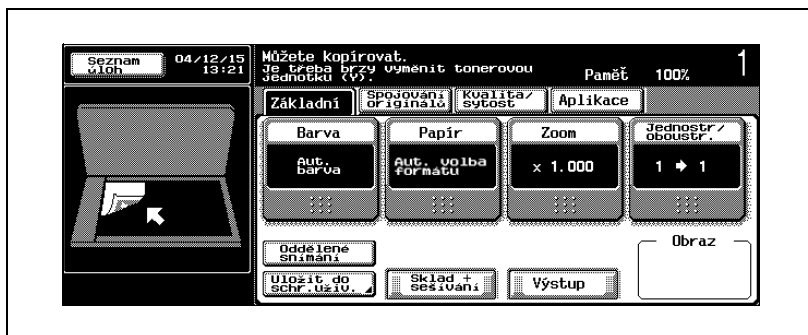 Seznam
úloh
04/12/15
13:21
Můžete kopírovat.
Je třeba brzy vyměnit tonerovou
jednotku (Y).
Paměť 100%
1
Základní
Spojování
originálů
Kvalita/
sytost
Aplikace
Barva
Aut.
barva
Papír
Aut. volba
formátu
Zoom
x 1.000
Jednostr/
oboustr.
1 ➔ 1
Oddělené
snímání
Uložit do
schr.uživ.
Sklad +
sešívání
Výstup
Obraz